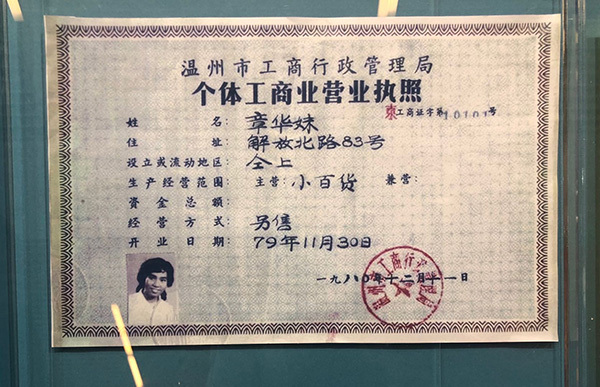 温州市工商行政管理局
个体工商业营业执照
东工商证字第10101号
姓名：章华妹
住址：解放北路83号
设立或流动地区：仝上
生产经营范围：主营：小百货 兼营：
资金总额：
经营方式：另售
开业日期：79年11月30日
一九八〇年十二月十一日